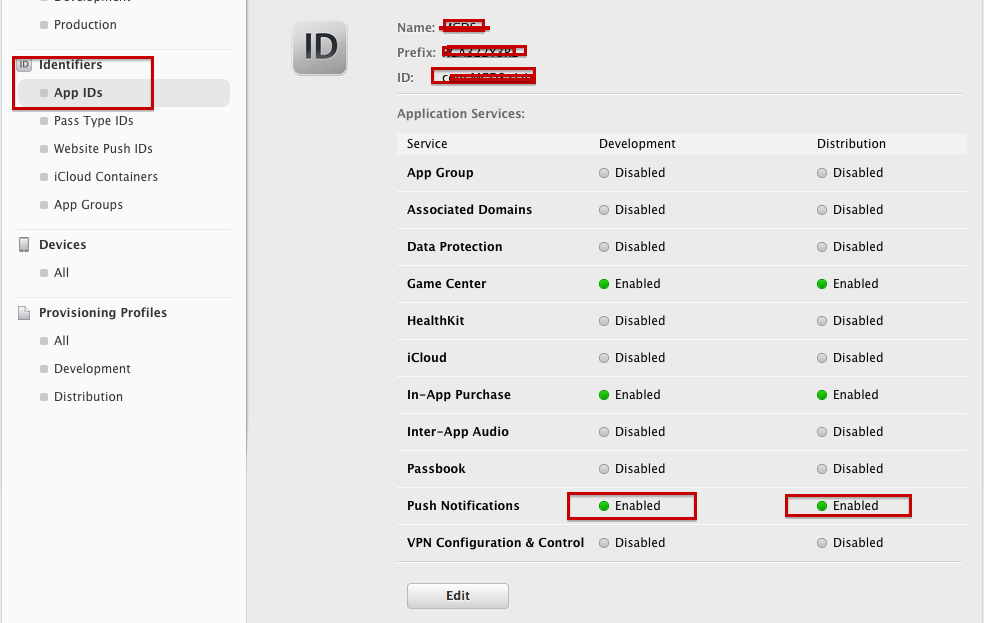 Development
Production
Identifiers
App IDs
Pass Type IDs
Website Push IDs
iCloud Containers
App Groups
Devices
All
Provisioning Profiles
All
Development
Distribution
ID
ID
Name:
Prefix:
ID:
Application Services:
Service Development Distribution
App Group Disabled Disabled
Associated Domains Disabled Disabled
Data Protection Disabled Disabled
Game Center Enabled Enabled
HealthKit Disabled Disabled
iCloud Disabled Disabled
In-App Purchase Enabled Enabled
Inter-App Audio Disabled Disabled
Passbook Disabled Disabled
Push Notifications Enabled Enabled
VPN Configuration & Control Disabled Disabled
Edit